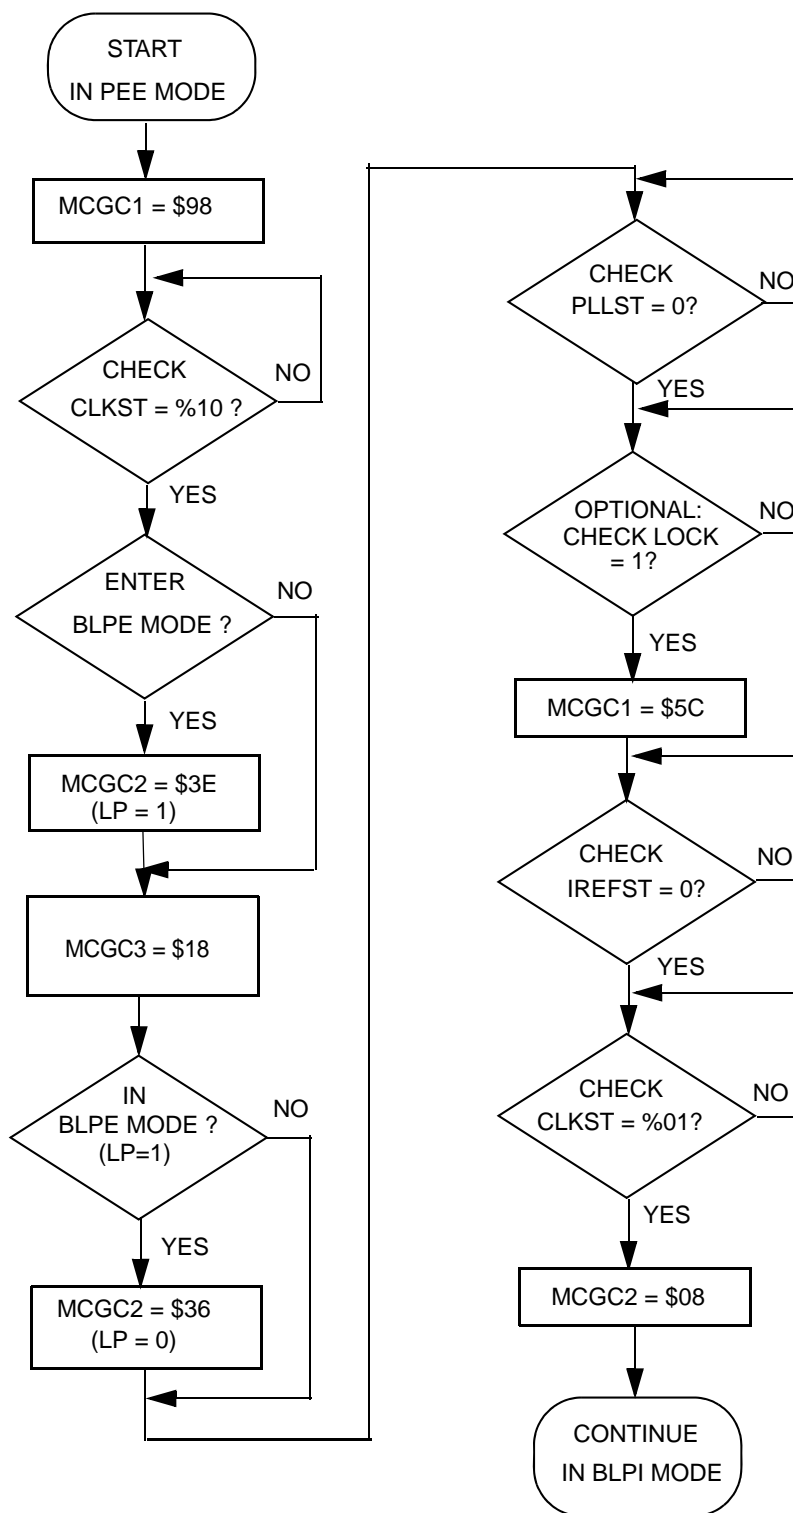 START
IN PEE MODE
MCGC1 = $98
CHECK
CLKST = %10 ?
NO
YES
ENTER
BLPE MODE ?
NO
YES
MCGC2 = $3E
(LP = 1)
MCGC3 = $18
IN
BLPE MODE ?
(LP=1)
NO
YES
MCGC2 = $36
(LP = 0)
CHECK
PLLST = 0?
NO
YES
OPTIONAL:
CHECK LOCK
= 1?
NO
YES
MCGC1 = $5C
CHECK
IREFST = 0?
NO
YES
CHECK
CLKST = %01?
NO
YES
MCGC2 = $08
CONTINUE
IN BLPI MODE